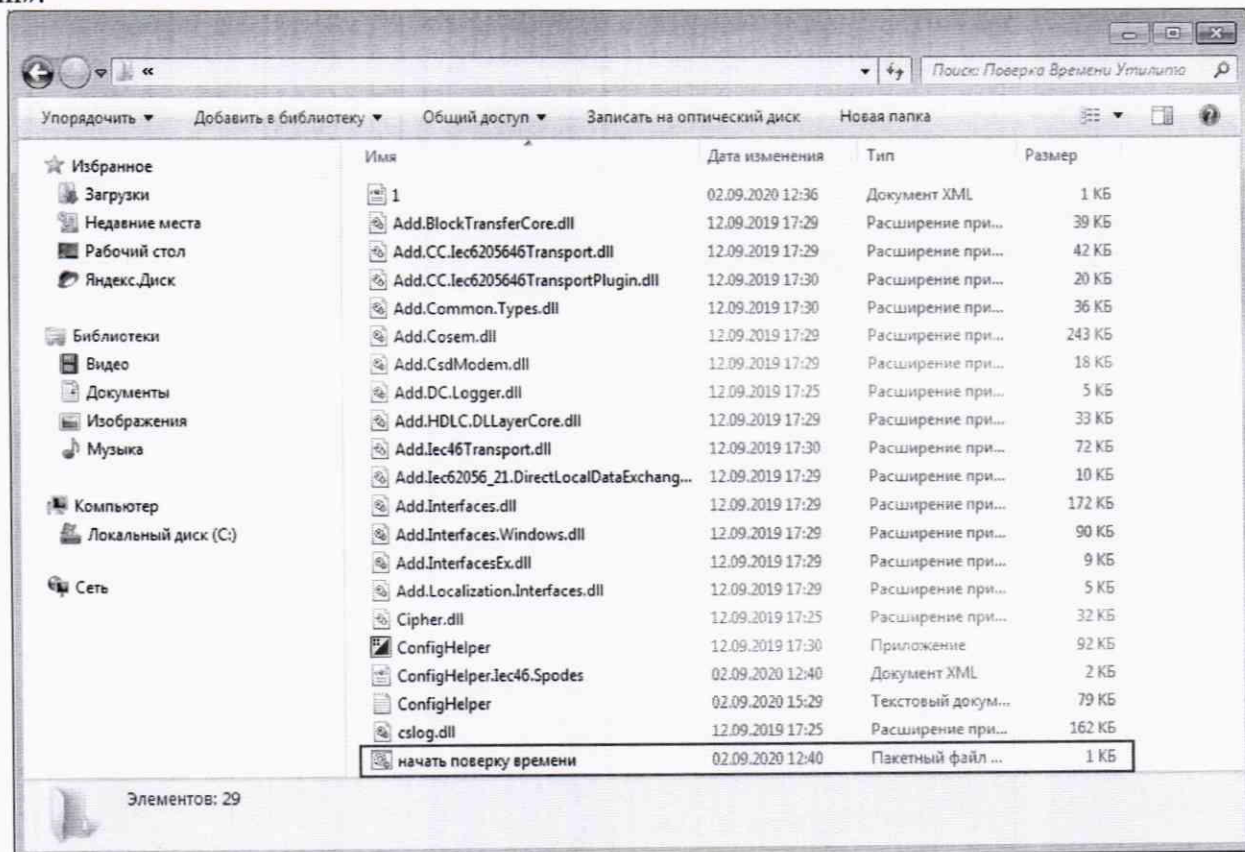 «
Поиск: Поверка Времени Утилита
Упорядочить Добавить в библиотеку Общий доступ Записать на оптический диск Новая папка
Избранное
Загрузки
Недавние места
Рабочий стол
Яндекс.Диск
Библиотеки
Видео
Документы
Изображения
Музыка
Компьютер
Локальный диск (C:)
Сеть
Имя Дата изменения Тип Размер
1 02.09.2020 12:36 Документ XML 1 КБ
Add.BlockTransferCore.dll 12.09.2019 17:29 Расширение при... 39 КБ
Add.CC.Iec6205646Transport.dll 12.09.2019 17:29 Расширение при... 42 КБ
Add.CC.Iec6205646TransportPlugin.dll 12.09.2019 17:30 Расширение при... 20 КБ
Add.Common.Types.dll 12.09.2019 17:30 Расширение при... 36 КБ
Add.Cosem.dll 12.09.2019 17:29 Расширение при... 243 КБ
Add.CsdModem.dll 12.09.2019 17:29 Расширение при... 18 КБ
Add.DC.Logger.dll 12.09.2019 17:25 Расширение при... 5 КБ
Add.HDLC.DLLayerCore.dll 12.09.2019 17:29 Расширение при... 33 КБ
Add.Iec46Transport.dll 12.09.2019 17:30 Расширение при... 72 КБ
Add.Iec62056_21.DirectLocalDataExchang... 12.09.2019 17:29 Расширение при... 10 КБ
Add.Interfaces.dll 12.09.2019 17:29 Расширение при... 172 КБ
Add.Interfaces.Windows.dll 12.09.2019 17:29 Расширение при... 90 КБ
Add.InterfacesEx.dll 12.09.2019 17:29 Расширение при... 9 КБ
Add.Localization.Interfaces.dll 12.09.2019 17:29 Расширение при... 5 КБ
Cipher.dll 12.09.2019 17:25 Расширение при... 32 КБ
ConfigHelper 12.09.2019 17:30 Приложение 92 КБ
ConfigHelper.Iec46.Spodes 02.09.2020 12:40 Документ XML 2 КБ
ConfigHelper 02.09.2020 15:29 Текстовый докум... 79 КБ
cslog.dll 12.09.2019 17:25 Расширение при... 162 КБ
начать поверку времени 02.09.2020 12:40 Пакетный файл ... 1 КБ
Элементов: 29